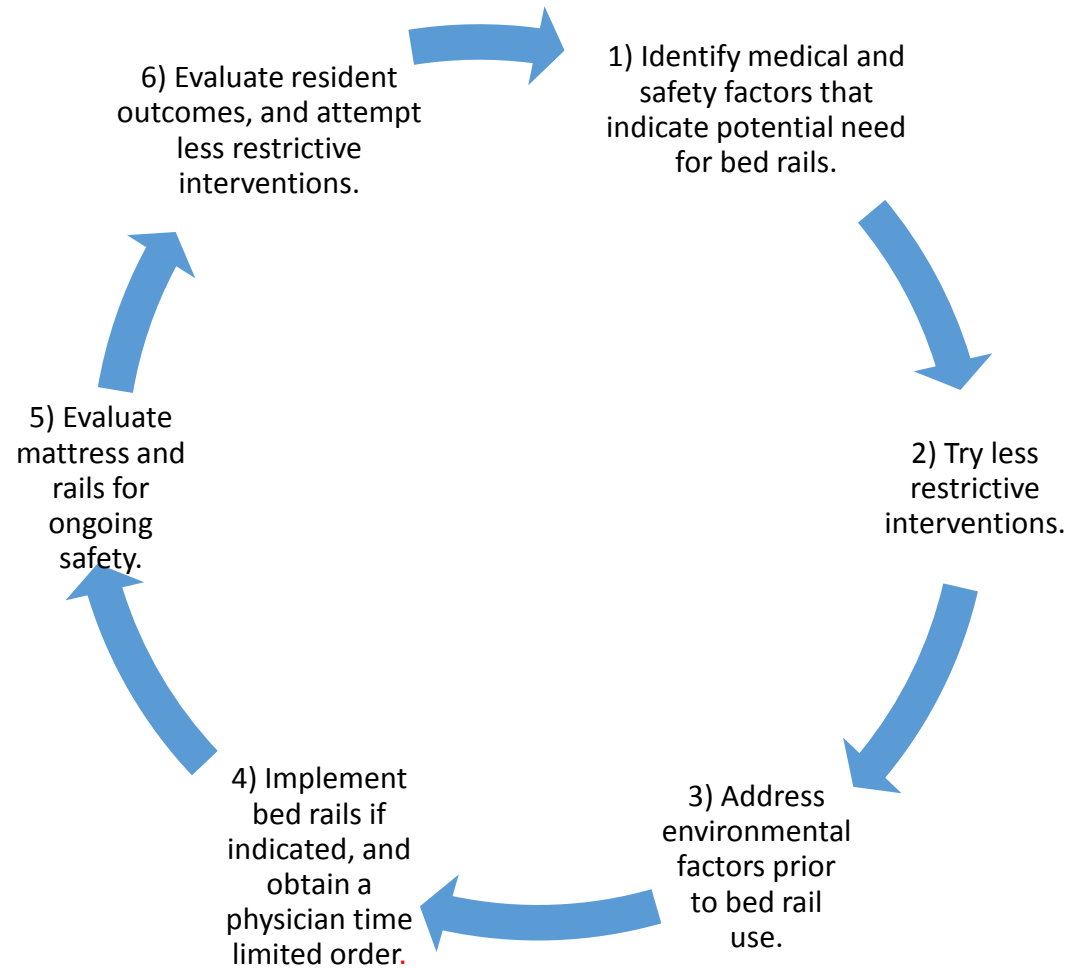 1) Identify medical and
safety factors that
indicate potential need
for bed rails.
2) Try less
restrictive
interventions.
3) Address
environmental
factors prior
to bed rail
use.
4) Implement
bed rails if
indicated, and
obtain a
physician time
limited order.
5) Evaluate
mattress and
rails for
ongoing
safety.
6) Evaluate resident
outcomes, and attempt
less restrictive
interventions.